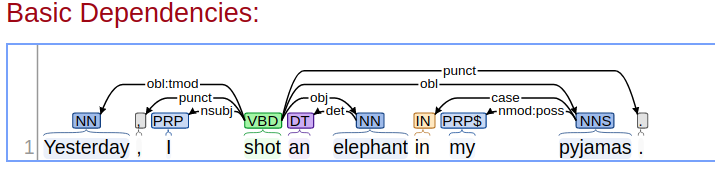 Basic Dependencies:
punct
obl:tmod obl
punct obj case
nsubj det nmod:poss
NN , PRP VBD DT NN IN PRP$ NNS .
1 Yesterday , I shot an elephant in my pyjamas .